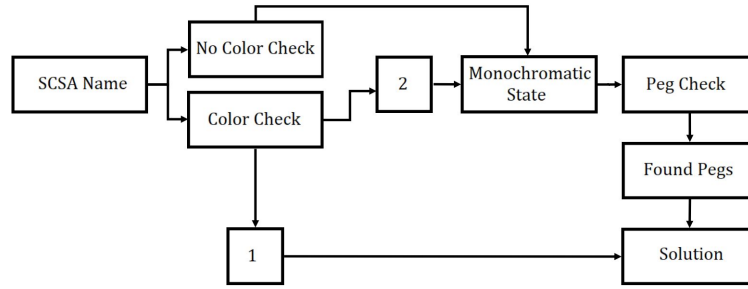 No Color Check
SCSA Name
2
Monochromatic
State
Peg Check
Color Check
Found Pegs
1
Solution